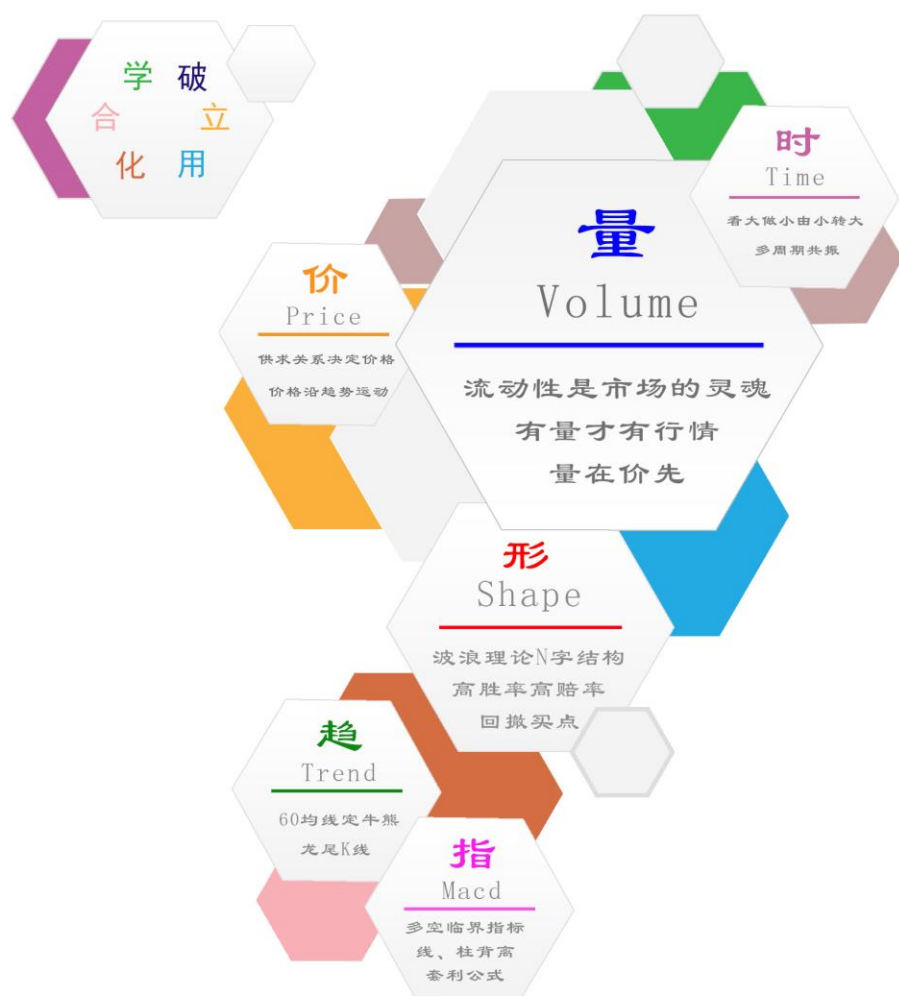 学 破
合 立
化 用
时
Time
看大做小由小转大
多周期共振
量
Volume
流动性是市场的灵魂
有量才有行情
量在价先
价
Price
供求关系决定价格
价格沿趋势运动
形
Shape
波浪理论N字结构
高胜率高赔率
回撤买点
趋
Trend
60均线定牛熊
龙尾K线
指
Macd
多空临界指标
线、柱背离
套利公式